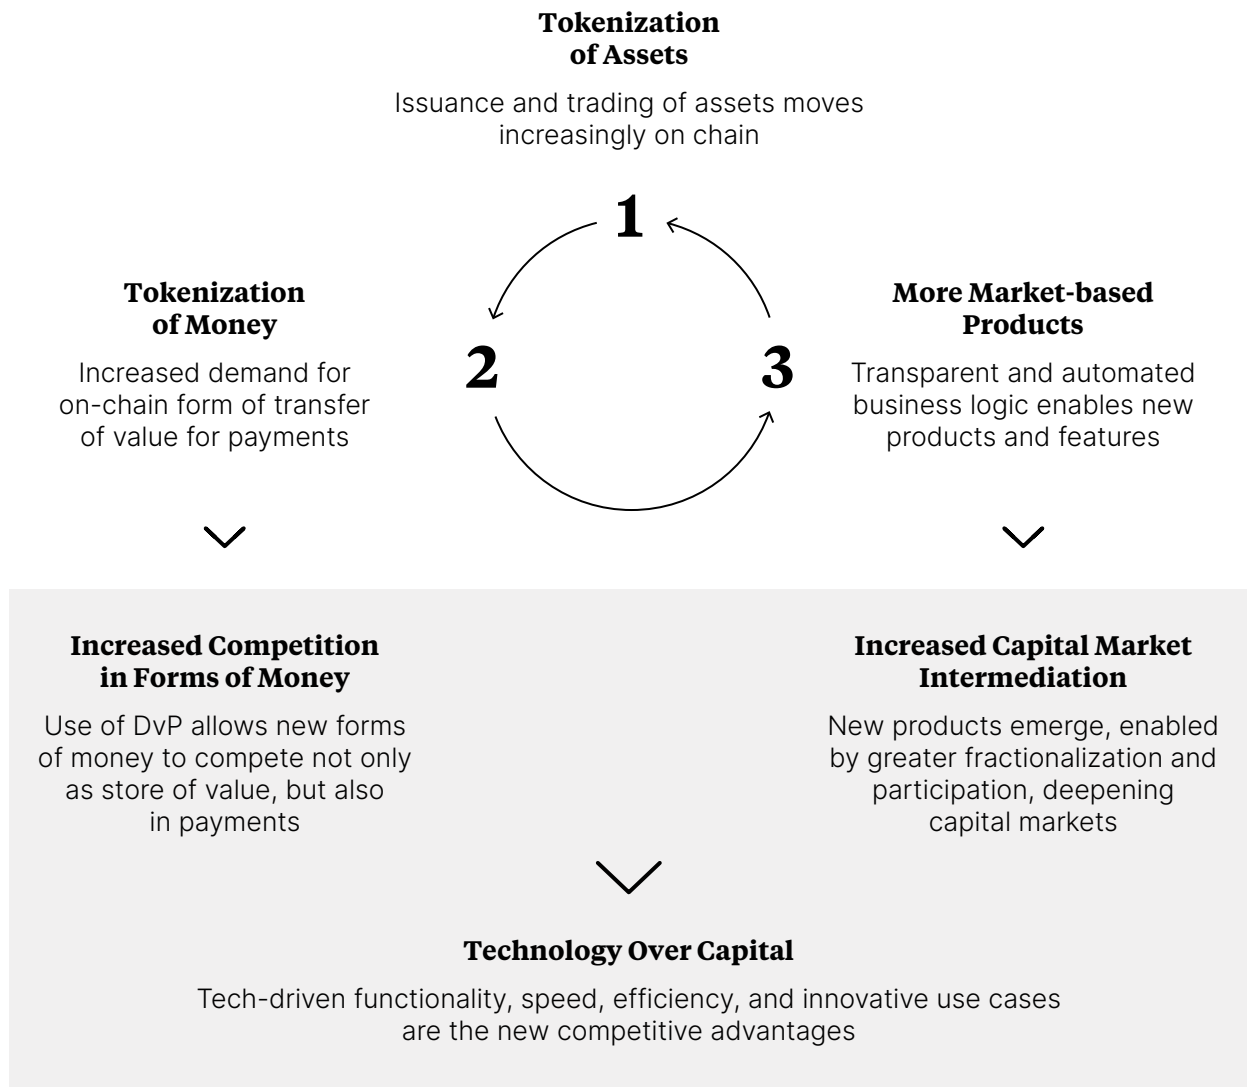 Tokenization
of Assets
Issuance and trading of assets moves
increasingly on chain
1
Tokenization
of Money
Increased demand for
on-chain form of transfer
of value for payments
2
3
More Market-based
Products
Transparent and automated
business logic enables new
products and features
Increased Competition
in Forms of Money
Use of DvP allows new forms
of money to compete not only
as store of value, but also
in payments
Increased Capital Market
Intermediation
New products emerge, enabled
by greater fractionalization and
participation, deepening
capital markets
Technology Over Capital
Tech-driven functionality, speed, efficiency, and innovative use cases
are the new competitive advantages